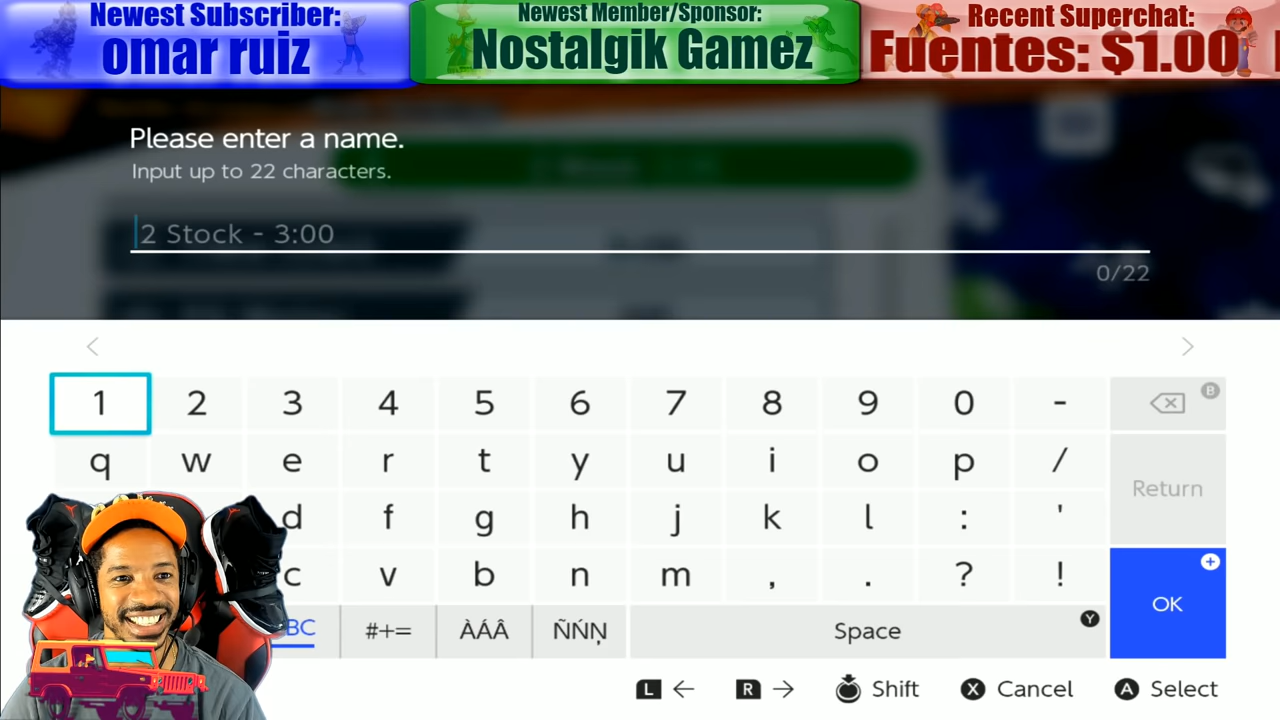 Newest Subscriber:
omar ruiz
Newest Member/Sponsor:
Nostalgik Gamez
Recent Superchat:
Fuentes: $1.00
Please enter a name.
Input up to 22 characters.
2 Stock - 3:00
0/22
< >
1 2 3 4 5 6 7 8 9 0 - B
q w e r t y u i o p / Return
d f g h j k l : '
c v b n m , . ? ! + OK
BC #+= ÀÁÂ ÑŃŅ Space Y
L ← R → Shift X Cancel A Select